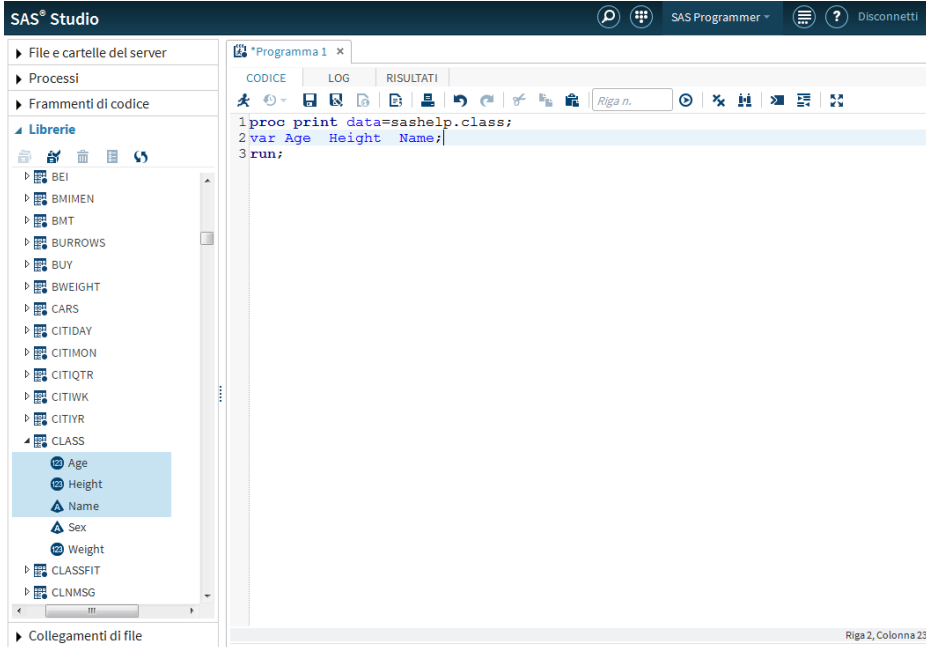 SAS® Studio
SAS Programmer
Disconnetti
File e cartelle del server
Processi
Frammenti di codice
Librerie
BEI
BMIMEN
BMT
BURROWS
BUY
BWEIGHT
CARS
CITIDAY
CITIMON
CITIQTR
CITIWK
CITIYR
CLASS
Age
Height
Name
Sex
Weight
CLASSFIT
CLNMSG
Collegamenti di file
*Programma 1 ×
CODICE LOG RISULTATI
Riga n.
1 proc print data=sashelp.class;
2 var Age  Height  Name;
3 run;
Riga 2, Colonna 23